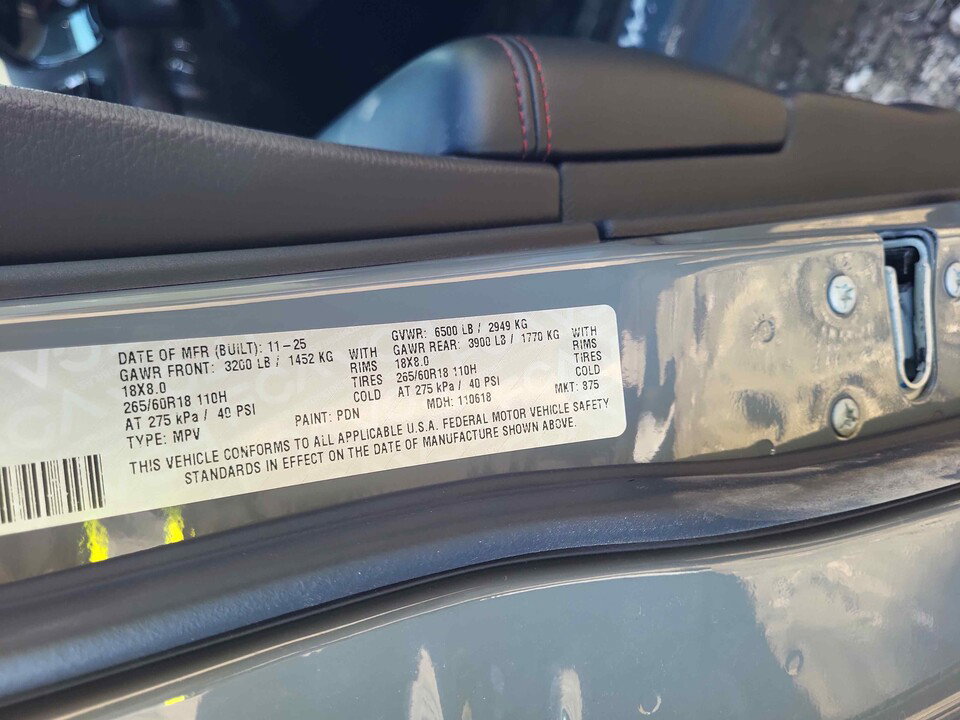 DATE OF MFR (BUILT): 11-25 GVWR: 6500 LB / 2949 KG
GAWR FRONT: 3200 LB / 1452 KG WITH GAWR REAR: 3900 LB / 1770 KG WITH
18X8.0 RIMS 18X8.0 RIMS
265/60R18 110H TIRES 265/60R18 110H TIRES
AT 275 kPa / 40 PSI COLD AT 275 kPa / 40 PSI COLD
TYPE: MPV PAINT: PDN MDH: 110618 MKT: 875
THIS VEHICLE CONFORMS TO ALL APPLICABLE U.S.A. FEDERAL MOTOR VEHICLE SAFETY
STANDARDS IN EFFECT ON THE DATE OF MANUFACTURE SHOWN ABOVE.